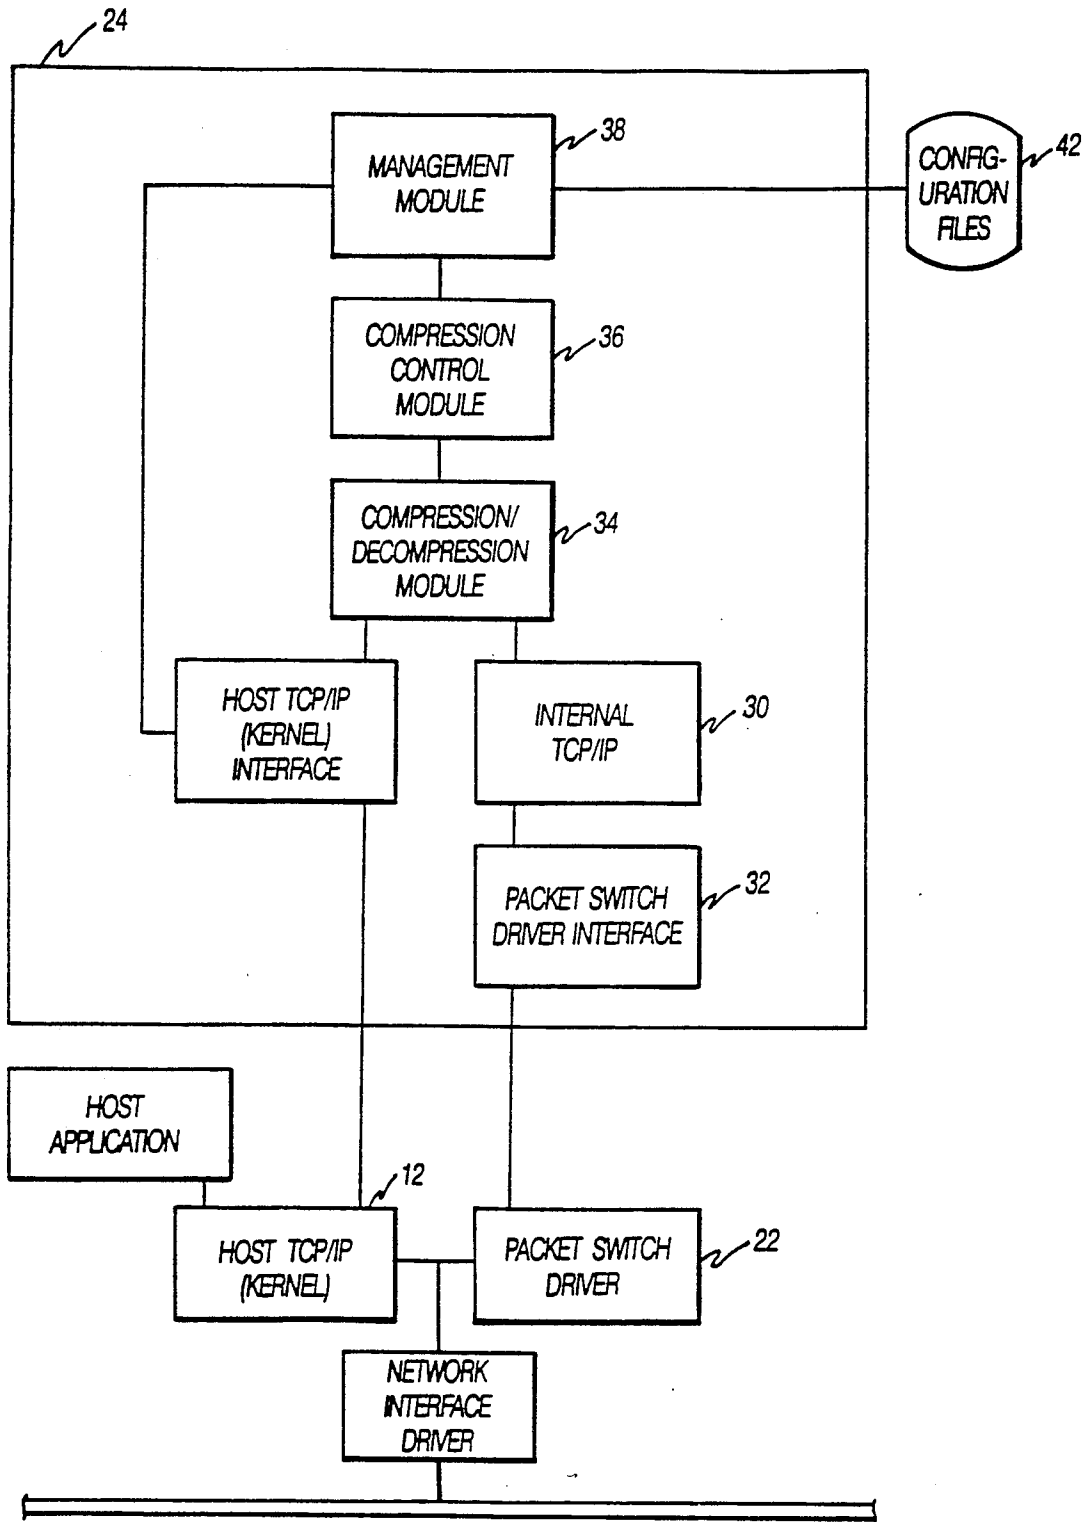 24
MANAGEMENT
MODULE
38
CONFIG-
URATION
FILES
42
COMPRESSION
CONTROL
MODULE
36
COMPRESSION/
DECOMPRESSION
MODULE
34
HOST TCP/IP
(KERNEL)
INTERFACE
INTERNAL
TCP/IP
30
PACKET SWITCH
DRIVER INTERFACE
32
HOST
APPLICATION
12
HOST TCP/IP
(KERNEL)
PACKET SWITCH
DRIVER
22
NETWORK
INTERFACE
DRIVER